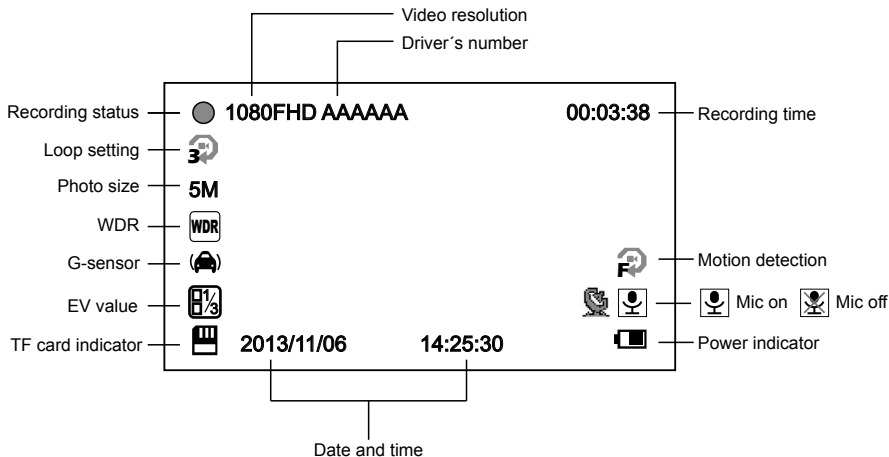 Video resolution
Driver´s number
Recording status
1080FHD AAAAAA
00:03:38
Recording time
Loop setting
3
Photo size
5M
WDR
WDR
G-sensor
F
Motion detection
EV value
1/3
Mic on
Mic off
TF card indicator
2013/11/06
14:25:30
Power indicator
Date and time